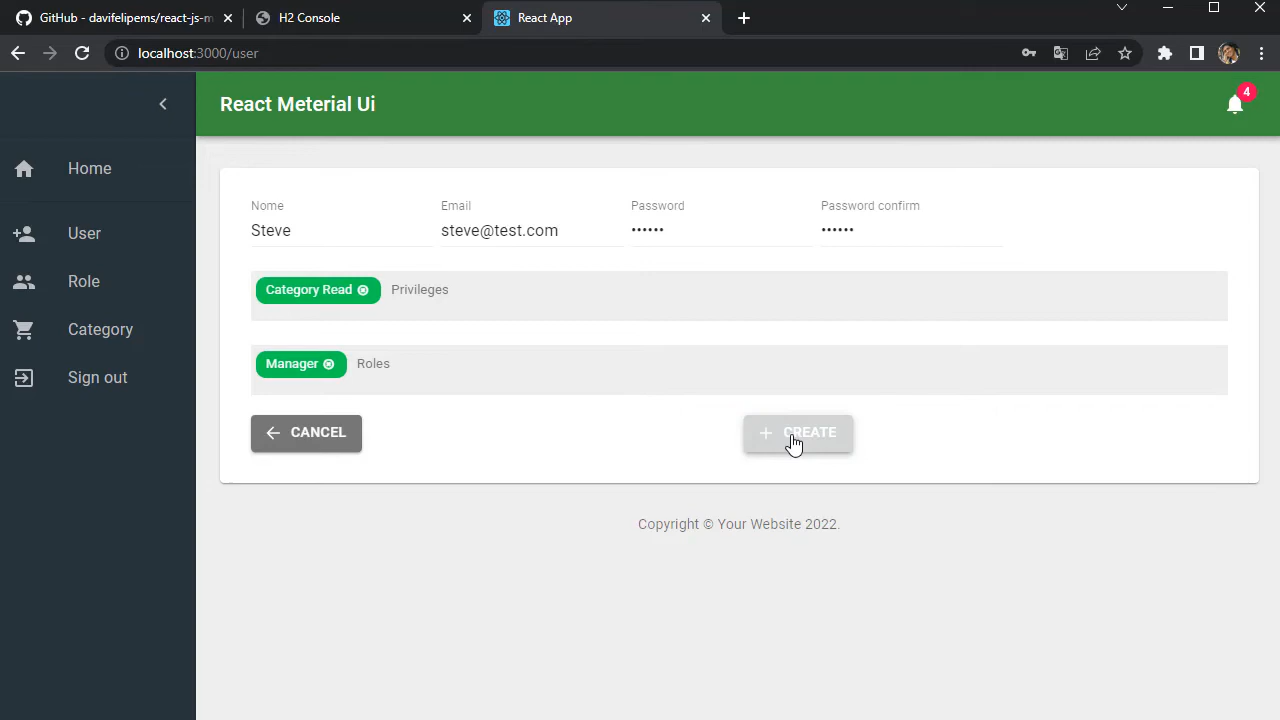 GitHub - davifelipems/react-js-m
H2 Console
React App
localhost:3000/user
React Meterial Ui
4
Home
User
Role
Category
Sign out
Nome
Email
Password
Password confirm
Steve
steve@test.com
••••••
••••••
Category Read
Privileges
Manager
Roles
CANCEL
CREATE
Copyright © Your Website 2022.